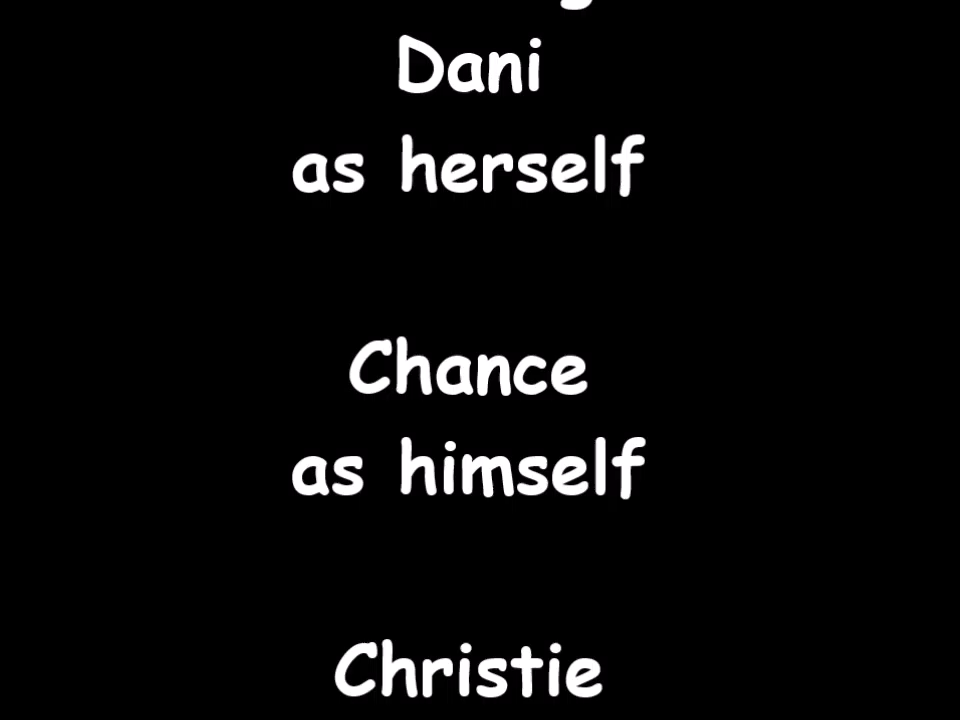 Dani
as herself
Chance
as himself
Christie